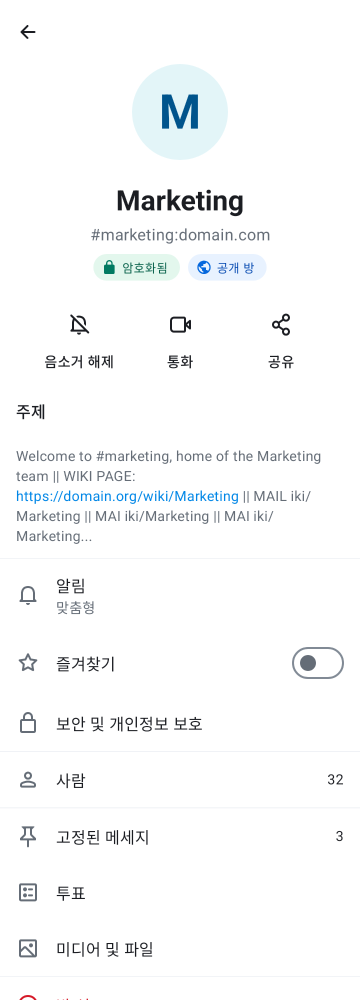 M
Marketing
#marketing:domain.com
암호화됨 공개 방
음소거 해제 통화 공유
주제
Welcome to #marketing, home of the Marketing
team || WIKI PAGE:
https://domain.org/wiki/Marketing || MAIL iki/
Marketing || MAI iki/Marketing || MAI iki/
Marketing...
알림
맞춤형
즐겨찾기
보안 및 개인정보 보호
사람 32
고정된 메세지 3
투표
미디어 및 파일